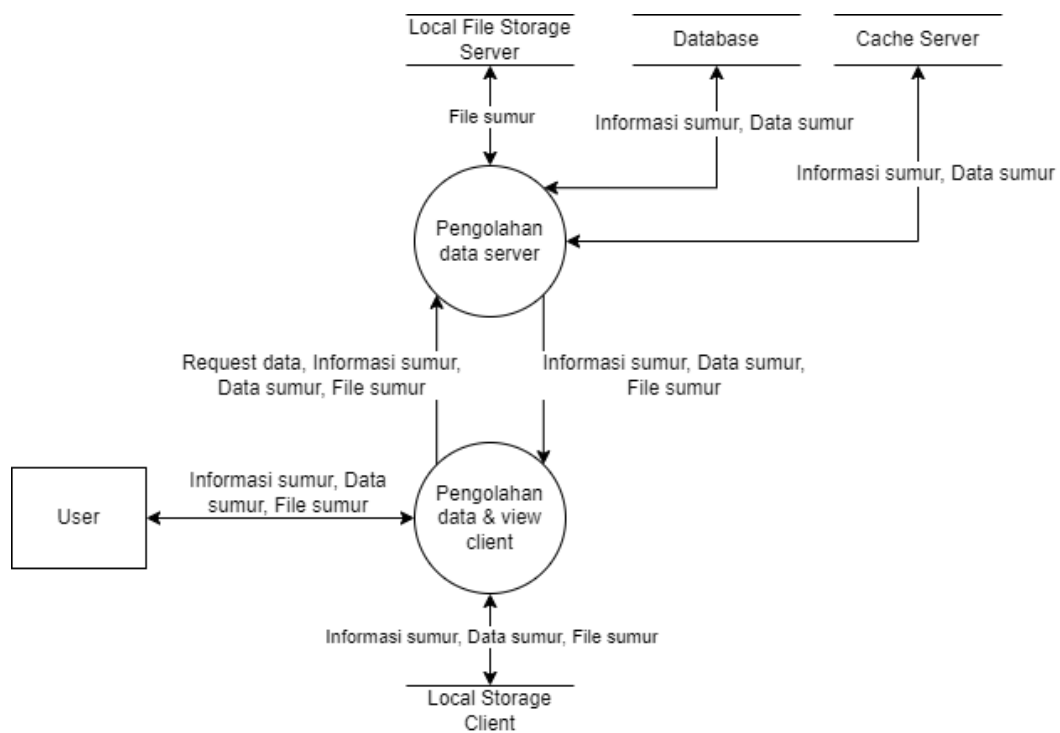 Local File Storage
Server
Database
Cache Server
File sumur
Informasi sumur, Data sumur
Informasi sumur, Data sumur
Pengolahan
data server
Request data, Informasi sumur,
Data sumur, File sumur
Informasi sumur, Data sumur,
File sumur
User
Informasi sumur, Data
sumur, File sumur
Pengolahan
data & view
client
Informasi sumur, Data sumur, File sumur
Local Storage
Client